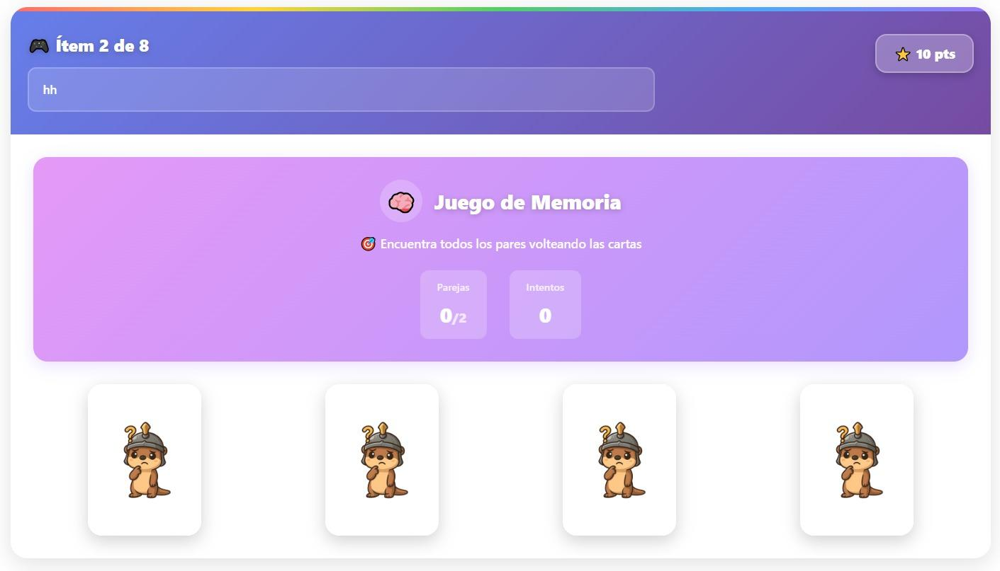 Ítem 2 de 8
10 pts
hh
Juego de Memoria
Encuentra todos los pares volteando las cartas
Parejas
0/2
Intentos
0
?
?
?
?